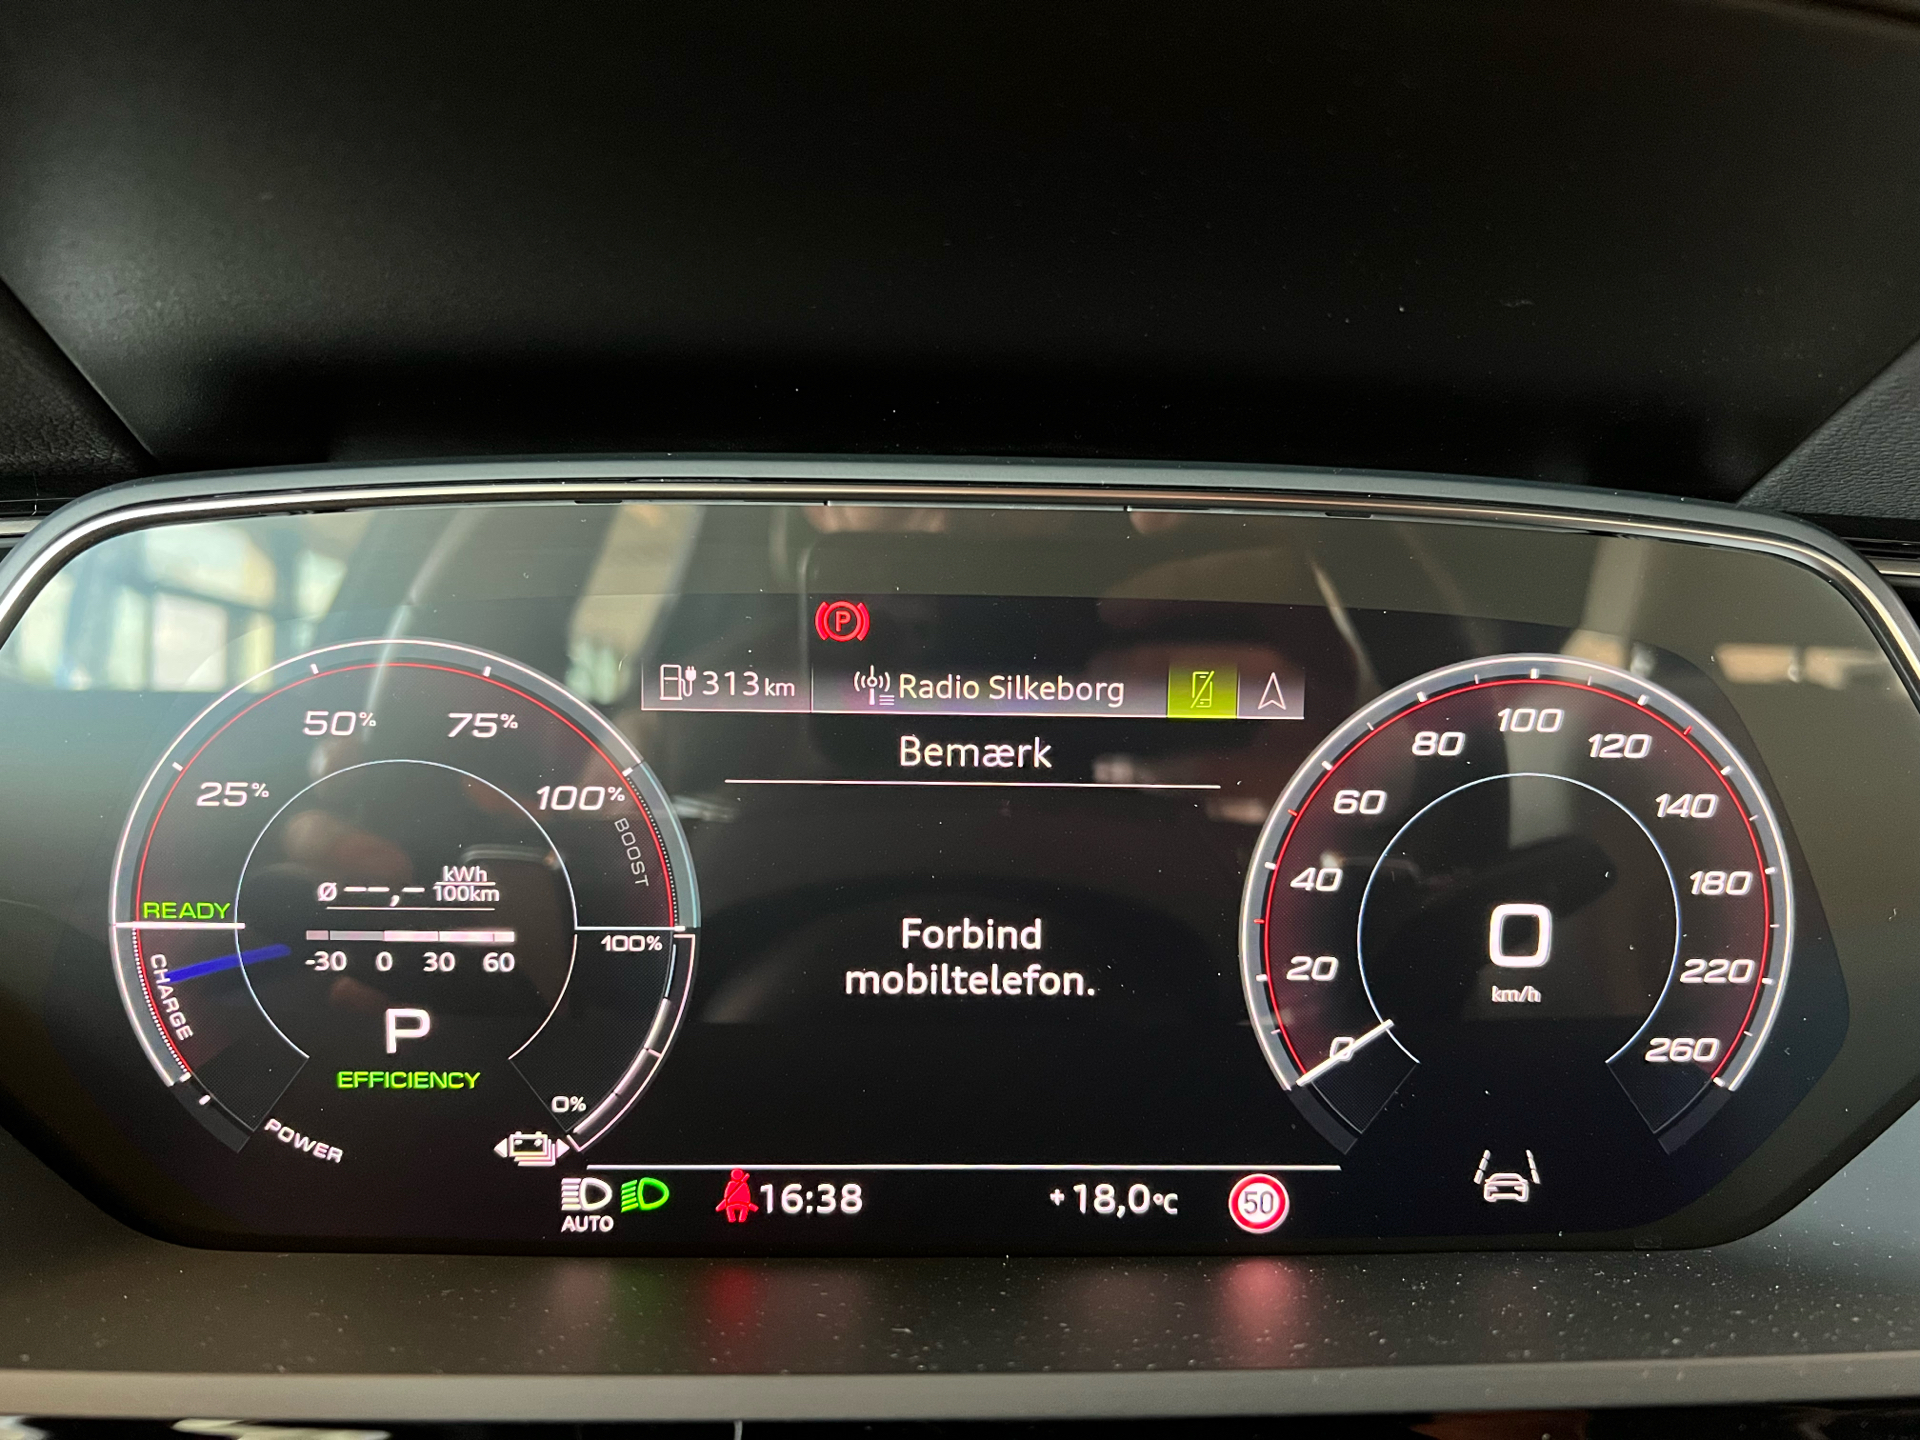 P
313 km
Radio Silkeborg
Bemærk
Forbind
mobiltelefon.
25%
50%
75%
100%
BOOST
READY
CHARGE
POWER
ø --,- kWh
100km
-30 0 30 60
P
EFFICIENCY
100%
0%
0
20
40
60
80
100
120
140
180
220
260
0
km/h
AUTO
16:38
+18,0°C
50